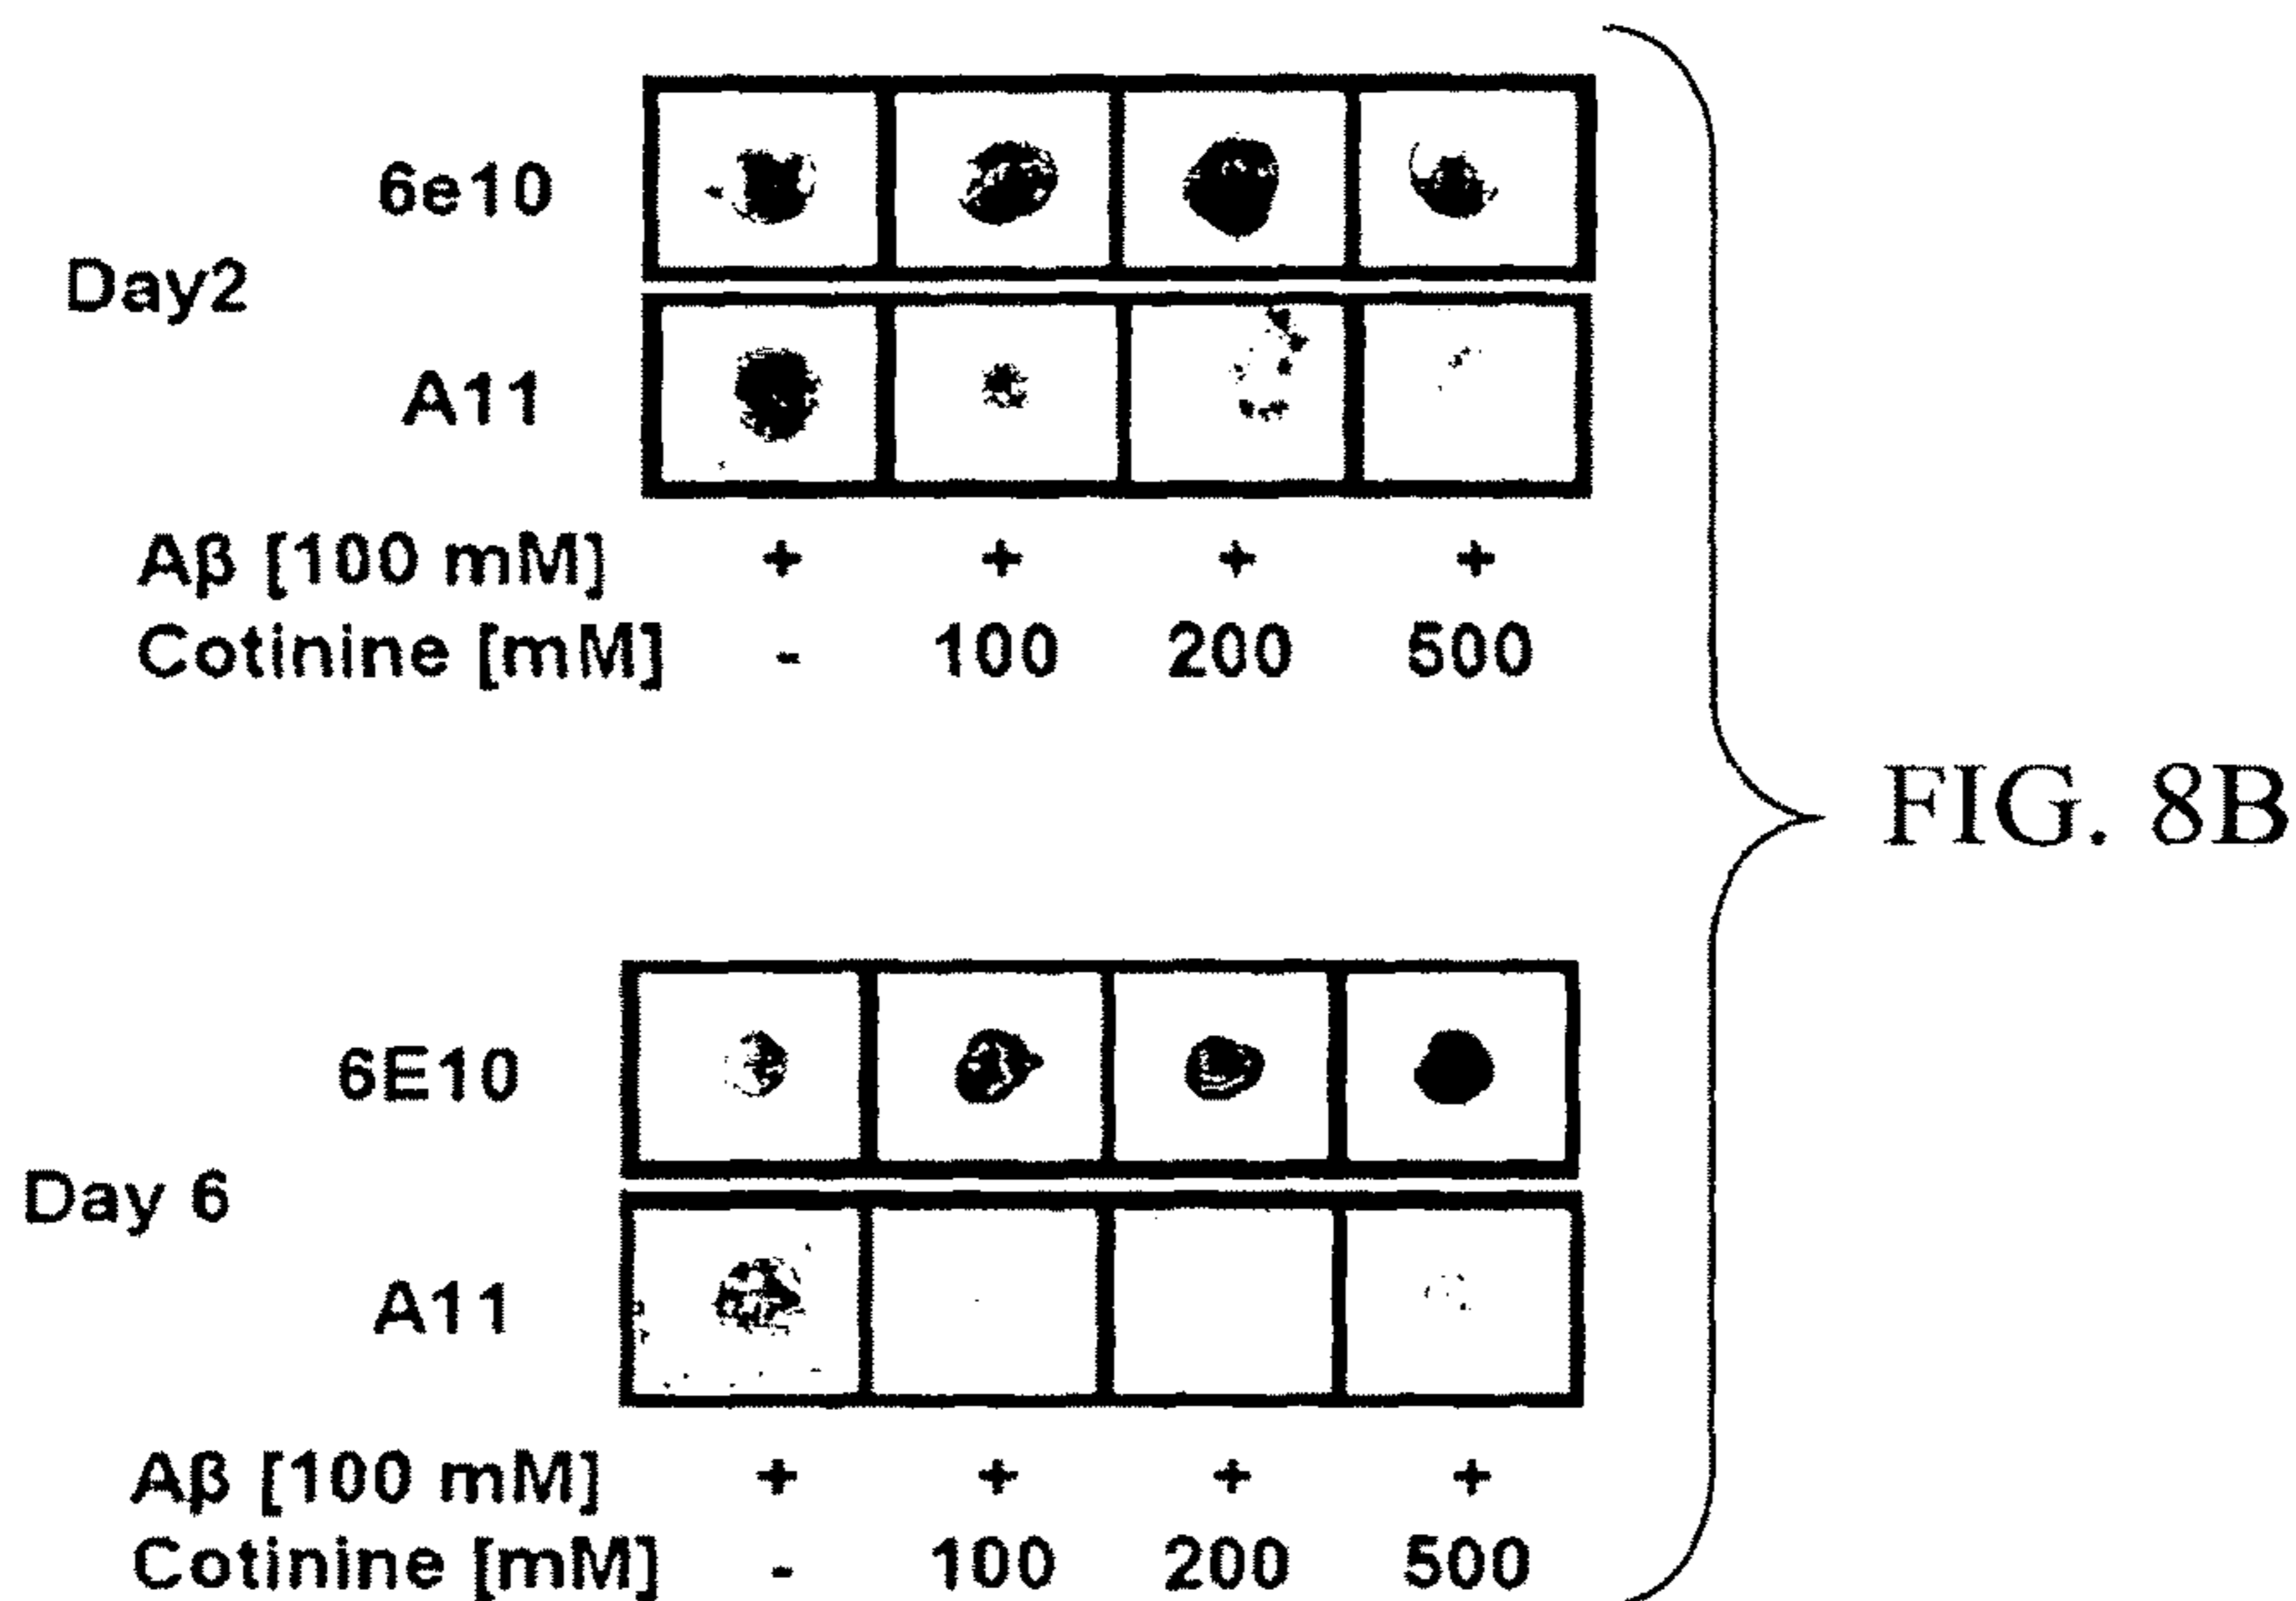 6e10
Day2
A11
Aβ [100 mM] + + + +
Cotinine [mM] - 100 200 500
FIG. 8B
6E10
Day 6
A11
Aβ [100 mM] + + + +
Cotinine [mM] - 100 200 500